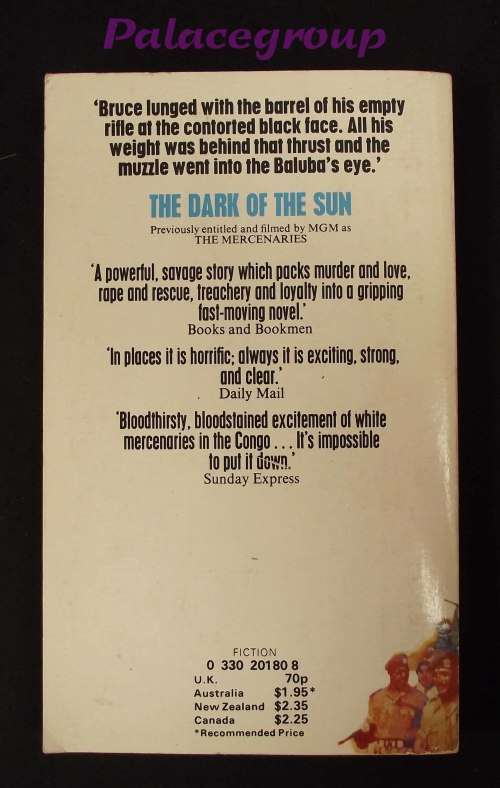 Palacegroup
'Bruce lunged with the barrel of his empty
rifle at the contorted black face. All his
weight was behind that thrust and the
muzzle went into the Baluba's eye.'
THE DARK OF THE SUN
Previously entitled and filmed by MGM as
THE MERCENARIES
'A powerful, savage story which packs murder and love,
rape and rescue, treachery and loyalty into a gripping
fast-moving novel.'
Books and Bookmen
'In places it is horrific; always it is exciting, strong,
and clear.'
Daily Mail
'Bloodthirsty, bloodstained excitement of white
mercenaries in the Congo ... It's impossible
to put it down.'
Sunday Express
FICTION
0 330 20180 8
U.K. 70p
Australia $1.95*
New Zealand $2.35
Canada $2.25
*Recommended Price